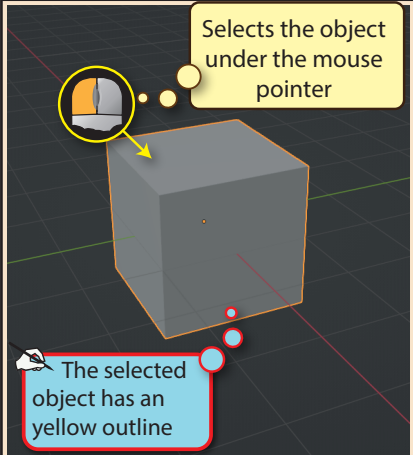 Selects the object
under the mouse
pointer
The selected
object has an
yellow outline